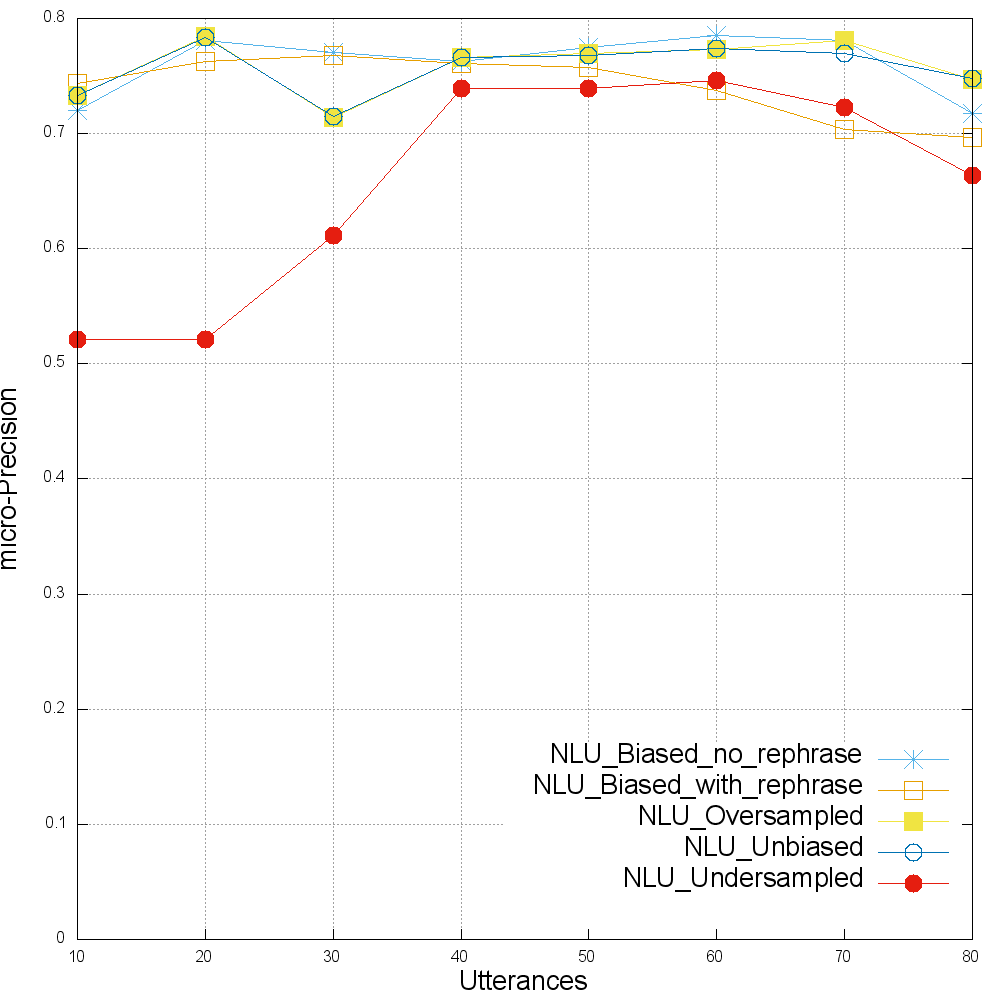 0.8
0.7
0.6
0.5
0.4
0.3
0.2
0.1
0
micro-Precision
NLU_Biased_no_rephrase
NLU_Biased_with_rephrase
NLU_Oversampled
NLU_Unbiased
NLU_Undersampled
10 20 30 40 50 60 70 80
Utterances